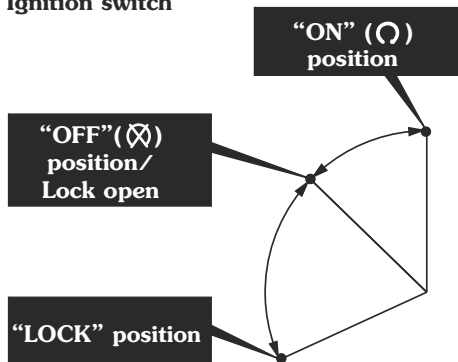 Ignition switch
“ON” (  )
position
“OFF”(  )
position/
Lock open
“LOCK” position